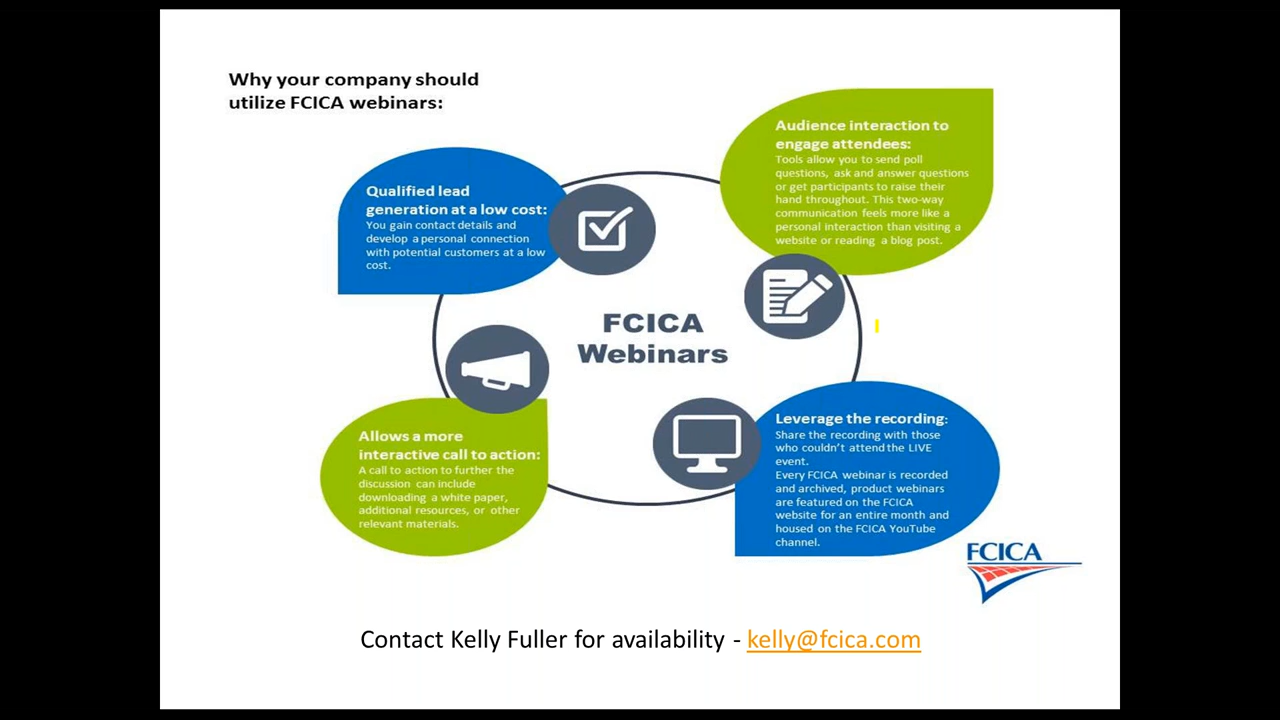 Why your company should
utilize FCICA webinars:
Qualified lead
generation at a low cost:
You gain contact details and
develop a personal connection
with potential customers at a low
cost.
Audience interaction to
engage attendees:
Tools allow you to send poll
questions, ask and answer questions
or get participants to raise their
hand throughout. This two-way
communication feels more like a
personal interaction than visiting a
website or reading a blog post.
FCICA
Webinars
Allows a more
interactive call to action:
A call to action to further the
discussion can include
downloading a white paper,
additional resources, or other
relevant materials.
Leverage the recording:
Share the recording with those
who couldn't attend the LIVE
event.
Every FCICA webinar is recorded
and archived, product webinars
are featured on the FCICA
website for an entire month and
housed on the FCICA YouTube
channel.
FCICA
Contact Kelly Fuller for availability - kelly@fcica.com